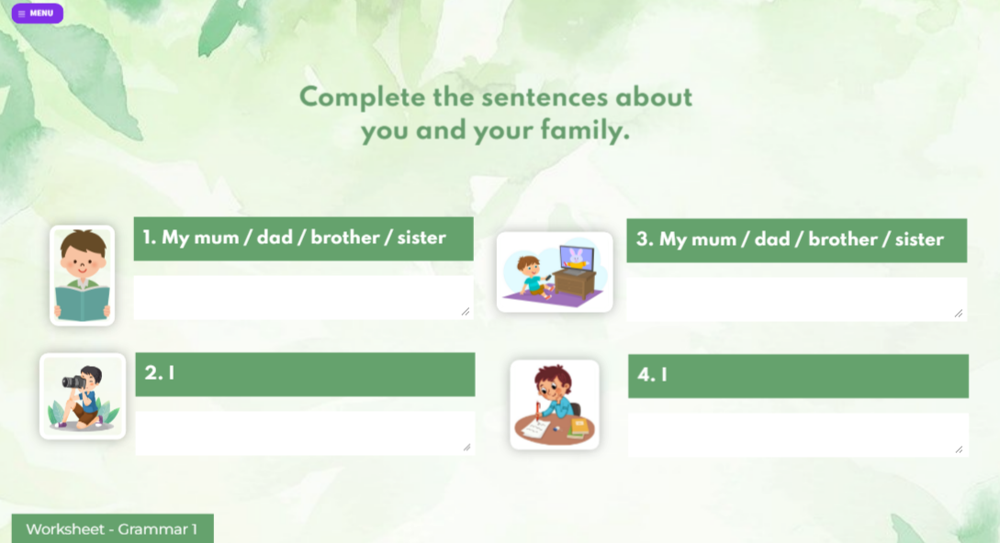 MENU
Complete the sentences about
you and your family.
1. My mum / dad / brother / sister
2. I
3. My mum / dad / brother / sister
4. I
Worksheet - Grammar 1